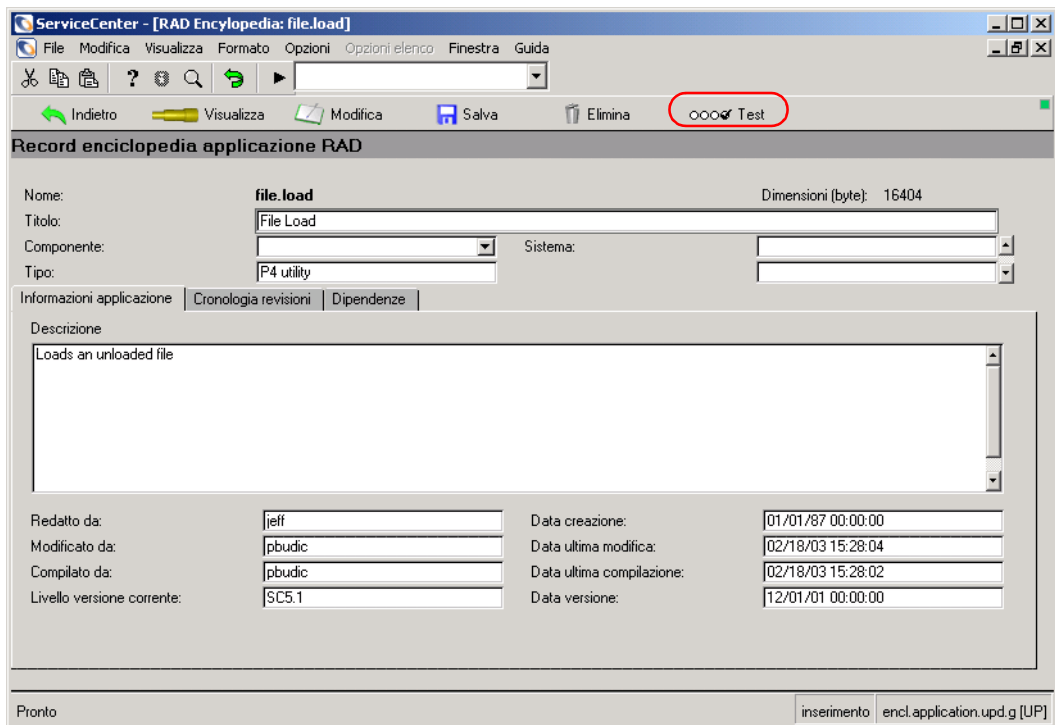 ServiceCenter - [RAD Encylopedia: file.load]
File Modifica Visualizza Formato Opzioni Opzioni elenco Finestra Guida
Indietro Visualizza Modifica Salva Elimina Test
Record enciclopedia applicazione RAD
Nome: file.load Dimensioni (byte): 16404
Titolo: File Load
Componente: Sistema:
Tipo: P4 utility
Informazioni applicazione Cronologia revisioni Dipendenze
Descrizione
Loads an unloaded file
Redatto da: jeff Data creazione: 01/01/87 00:00:00
Modificato da: pbudic Data ultima modifica: 02/18/03 15:28:04
Compilato da: pbudic Data ultima compilazione: 02/18/03 15:28:02
Livello versione corrente: SC5.1 Data versione: 12/01/01 00:00:00
Pronto inserimento encl.application.upd.g [UP]